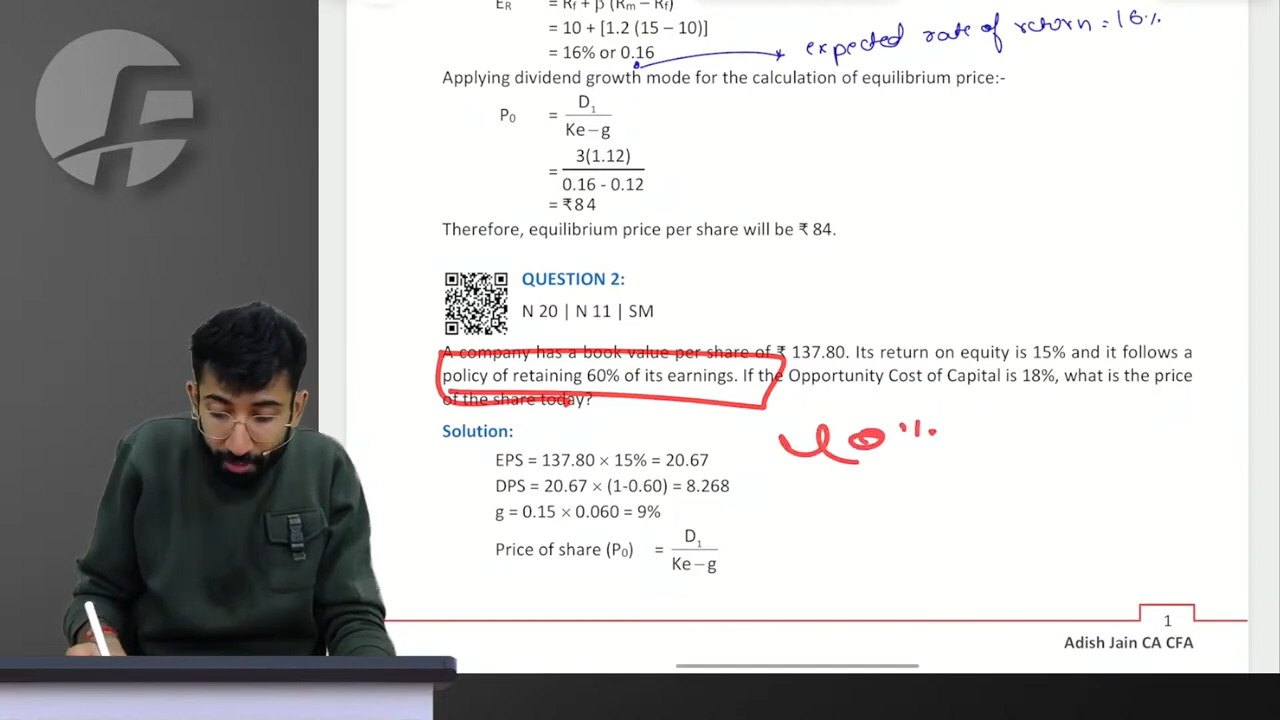 E_R = R_f + β (R_m − R_f)
= 10 + [1.2 (15 – 10)]
= 16% or 0.16
expected rate of return = 16%
Applying dividend growth mode for the calculation of equilibrium price:-
P₀ = D₁ / Ke – g
= 3(1.12) / 0.16 - 0.12
= ₹84
Therefore, equilibrium price per share will be ₹ 84.
QUESTION 2:
N 20 | N 11 | SM
A company has a book value per share of ₹ 137.80. Its return on equity is 15% and it follows a
policy of retaining 60% of its earnings. If the Opportunity Cost of Capital is 18%, what is the price
of the share today?
40%
Solution:
EPS = 137.80 × 15% = 20.67
DPS = 20.67 × (1-0.60) = 8.268
g = 0.15 × 0.060 = 9%
Price of share (P₀) = D₁ / Ke – g
1
Adish Jain CA CFA